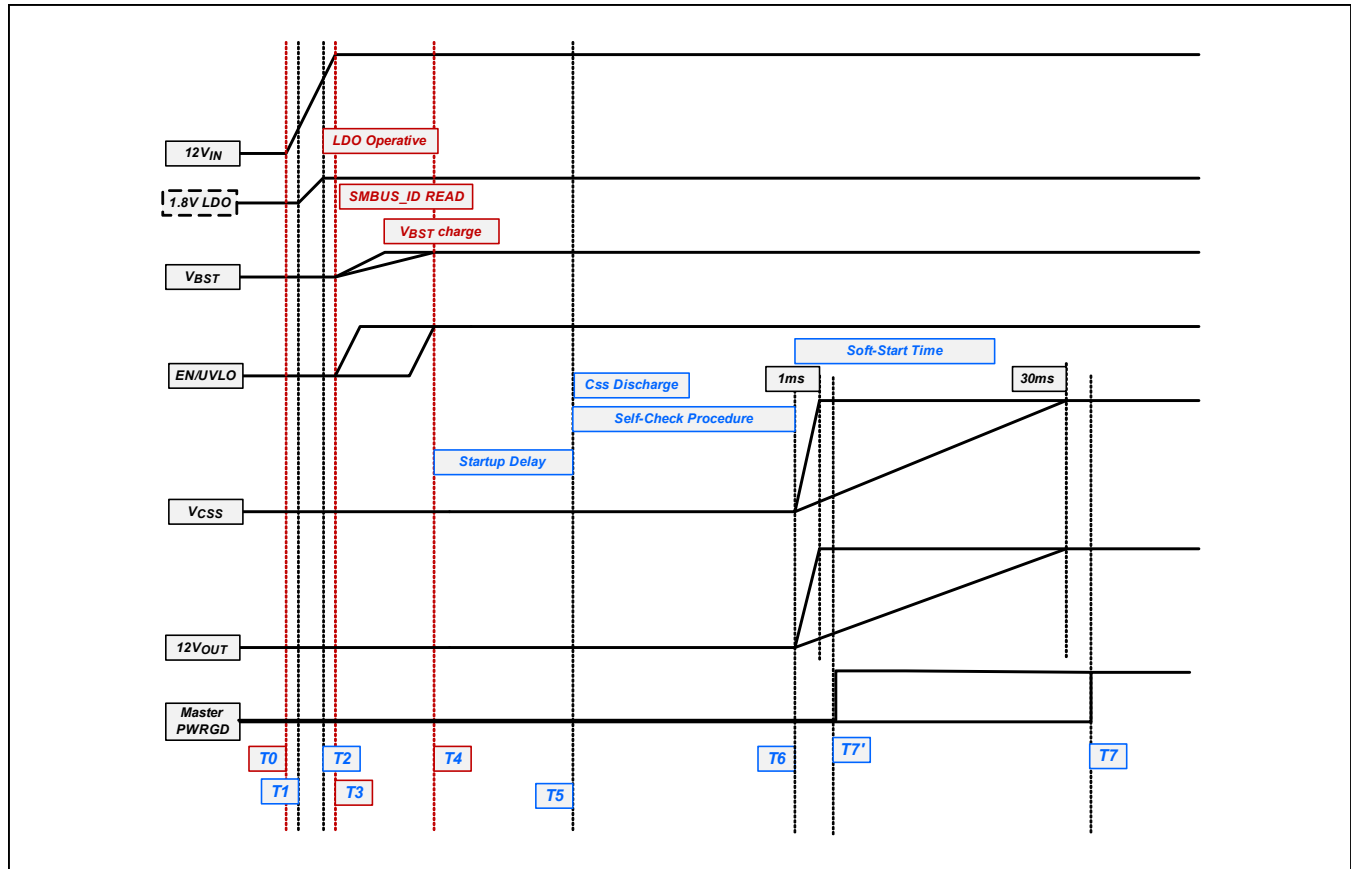 12VIN
LDO Operative
1.8V LDO
SMBUS_ID READ
VBST charge
VBST
EN/UVLO
Soft-Start Time
1ms
30ms
Css Discharge
Self-Check Procedure
Startup Delay
VCSS
12VOUT
Master
PWRGD
T0
T2
T4
T6
T7'
T7
T1
T3
T5